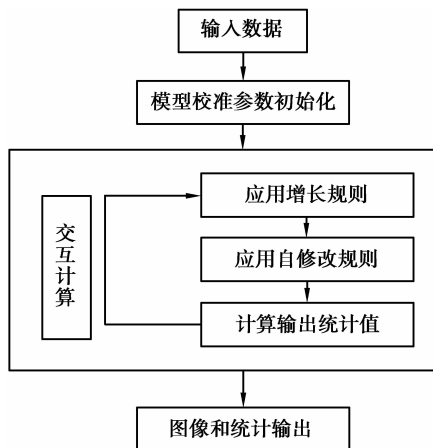 输入数据
模型校准参数初始化
交互计算
应用增长规则
应用自修改规则
计算输出统计值
图像和统计输出